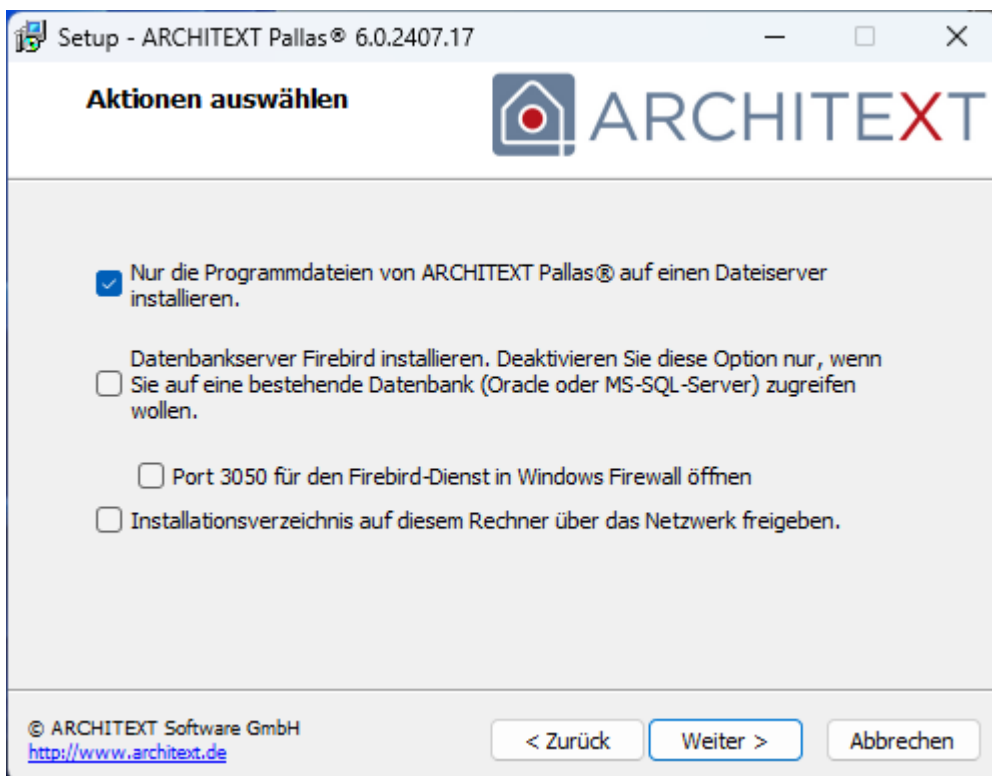 Setup - ARCHITEXT Pallas® 6.0.2407.17
Aktionen auswählen
ARCHITEXT
Nur die Programmdateien von ARCHITEXT Pallas® auf einen Dateiserver
installieren.
Datenbankserver Firebird installieren. Deaktivieren Sie diese Option nur, wenn
Sie auf eine bestehende Datenbank (Oracle oder MS-SQL-Server) zugreifen
wollen.
Port 3050 für den Firebird-Dienst in Windows Firewall öffnen
Installationsverzeichnis auf diesem Rechner über das Netzwerk freigeben.
© ARCHITEXT Software GmbH
http://www.architext.de
< Zurück
Weiter >
Abbrechen